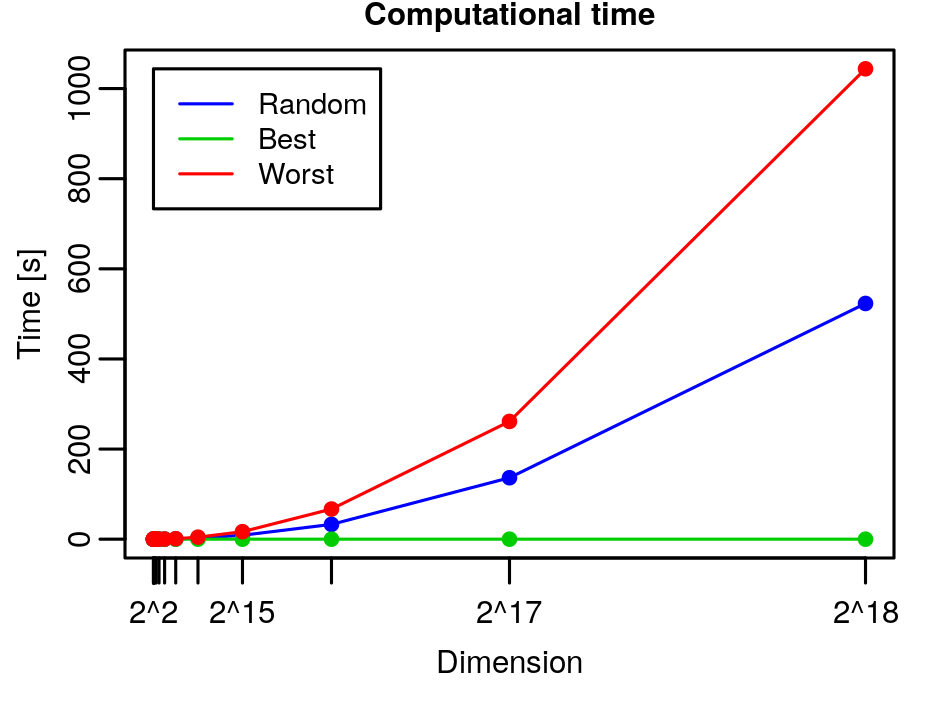 Computational time
Random
Best
Worst
Time [s]
1000
800
600
400
200
0
2^2 2^15 2^17 2^18
Dimension